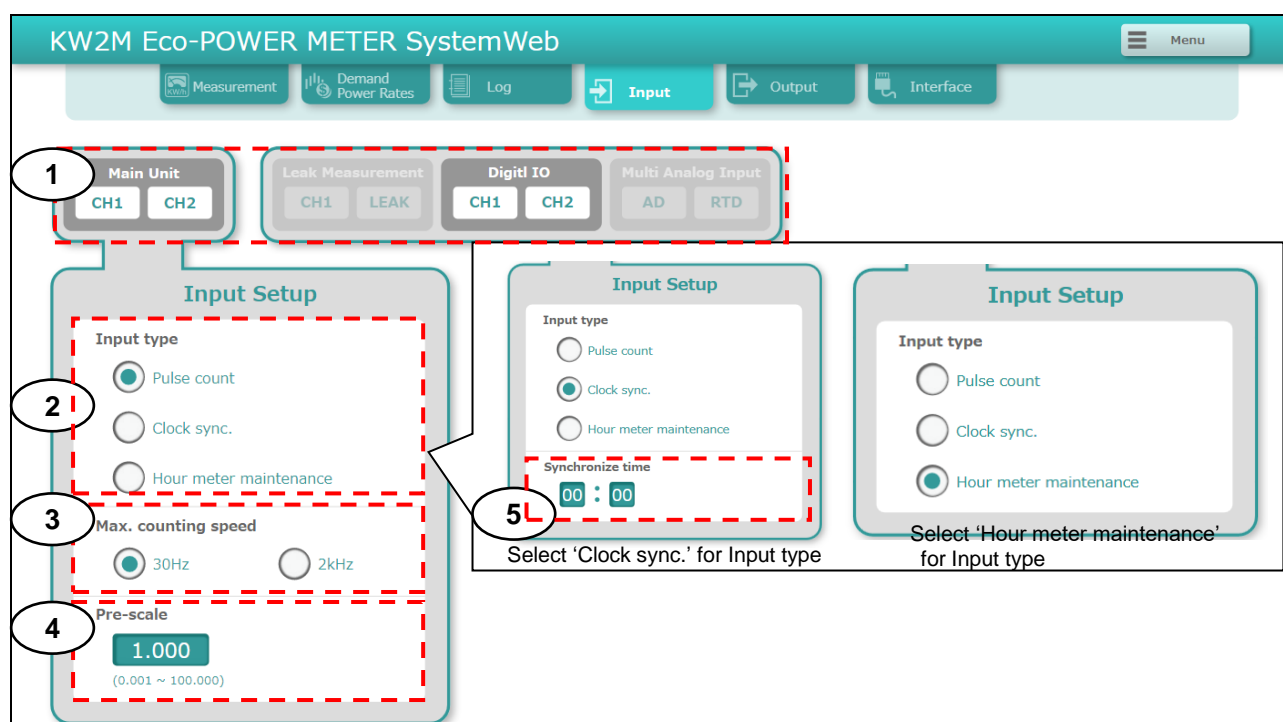 KW2M Eco-POWER METER SystemWeb
Menu
KW/h
Measurement
Demand
Power Rates
Log
Input
Output
Interface
1
Main Unit
CH1 CH2
Leak Measurement
CH1 LEAK
Digitl IO
CH1 CH2
Multi Analog Input
AD RTD
Input Setup
2
Input type
Pulse count
Clock sync.
Hour meter maintenance
3
Max. counting speed
30Hz 2kHz
4
Pre-scale
1.000
(0.001 ~ 100.000)
Input Setup
Input type
Pulse count
Clock sync.
Hour meter maintenance
5
Synchronize time
00 : 00
Select ‘Clock sync.’ for Input type
Input Setup
Input type
Pulse count
Clock sync.
Hour meter maintenance
Select ‘Hour meter maintenance’
for Input type